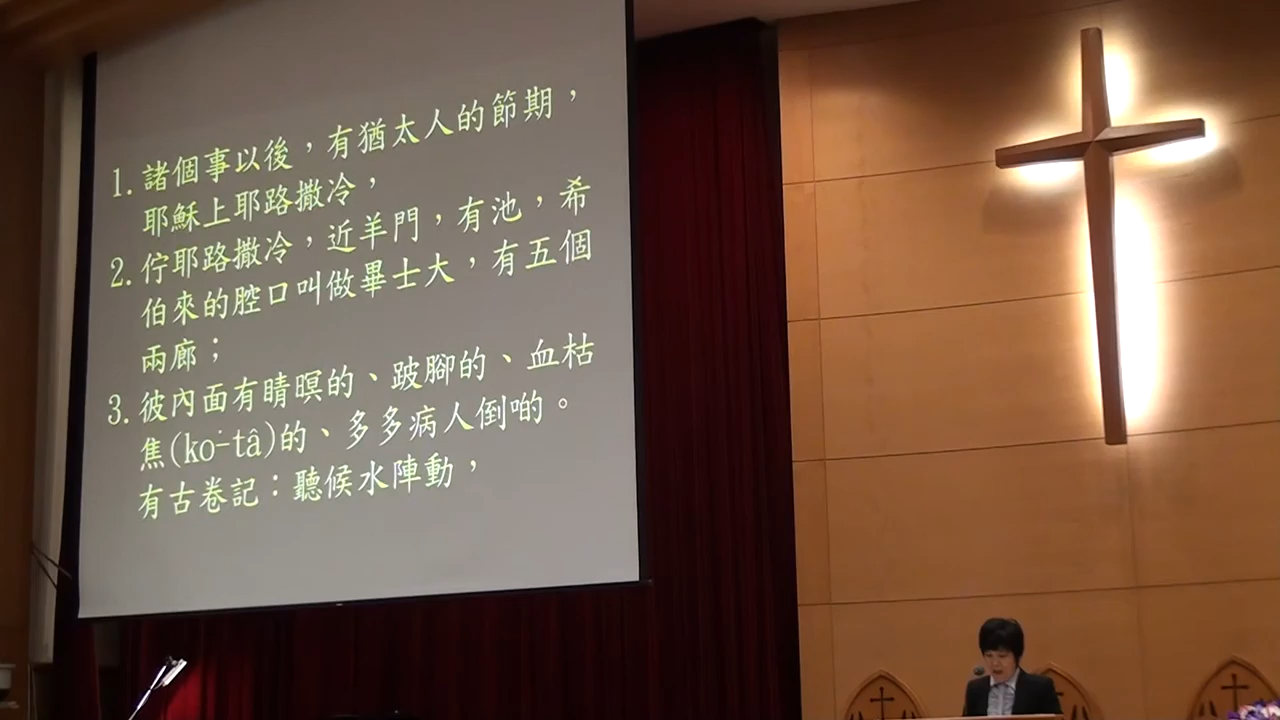 1. 諸個事以後，有猶太人的節期，
耶穌上耶路撒冷，
2. 佇耶路撒冷，近羊門，有池，希
伯來的腔口叫做畢士大，有五個
兩廊；
3. 彼內面有睛暝的、跛腳的、血枯
焦(ko͘-tâ)的、多多病人倒啲。
有古卷記：聽候水陣動，